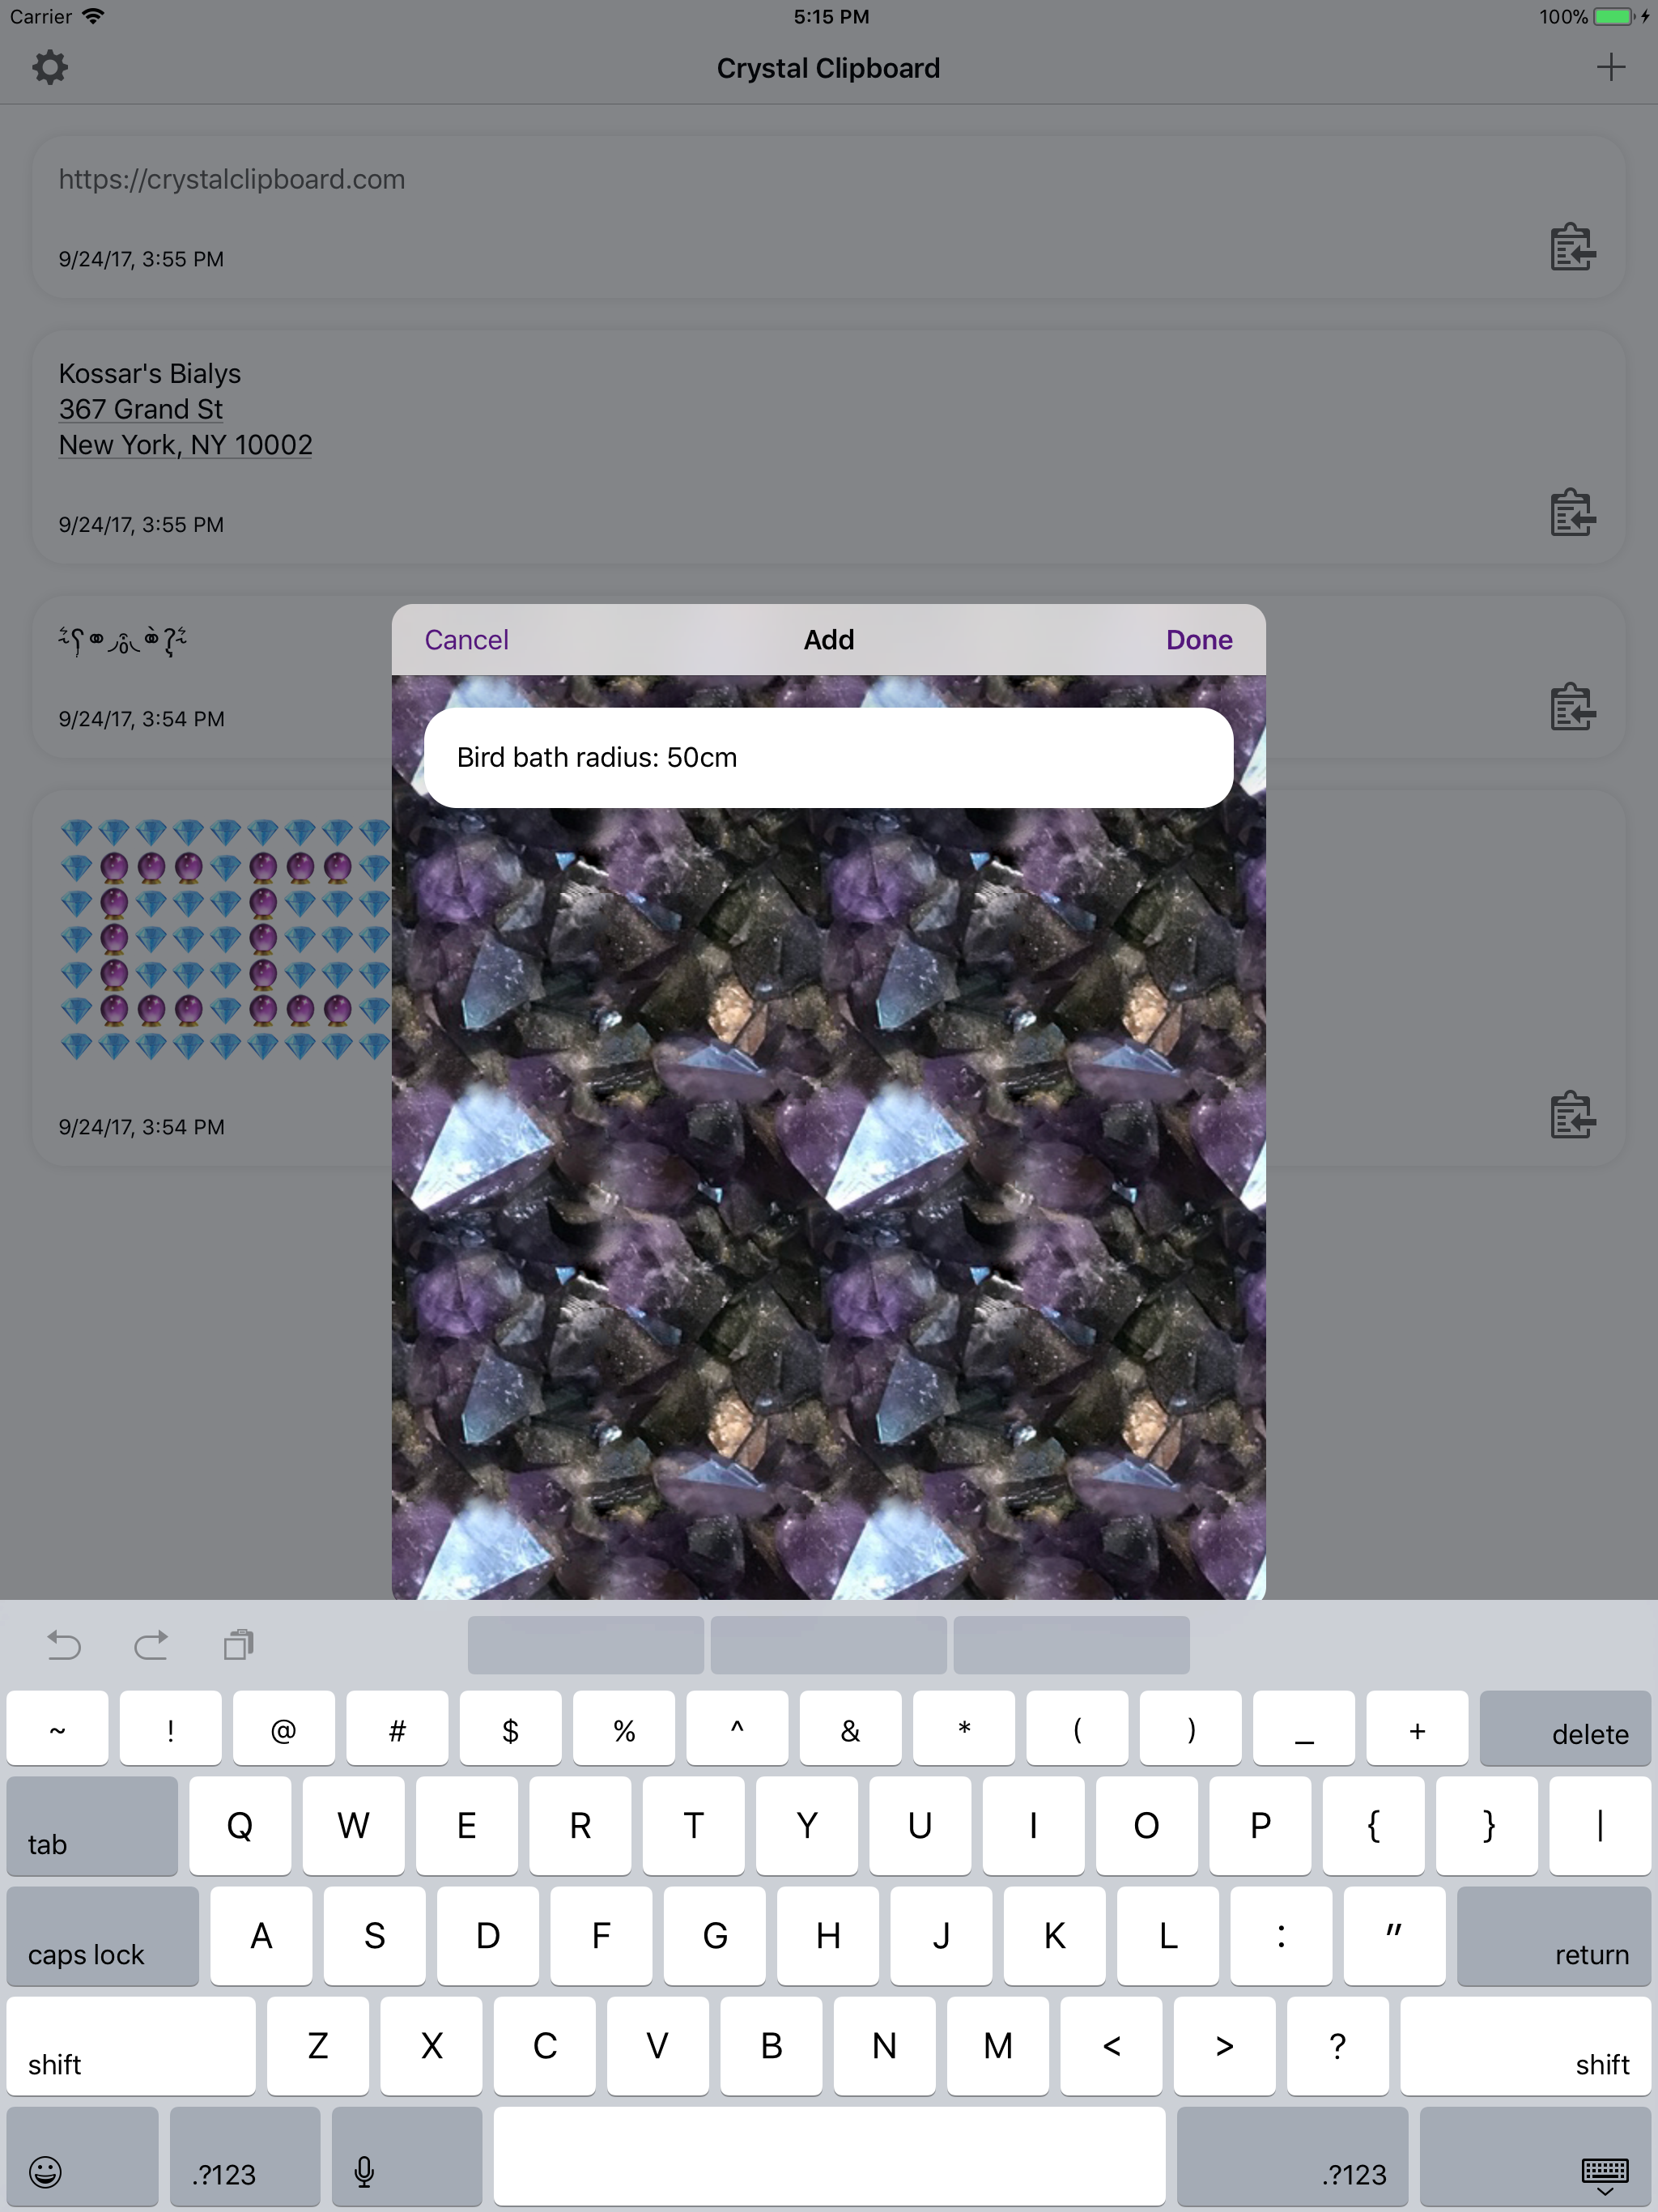 Carrier 5:15 PM 100%
Crystal Clipboard
https://crystalclipboard.com
9/24/17, 3:55 PM
Kossar's Bialys
367 Grand St
New York, NY 10002
9/24/17, 3:55 PM
9/24/17, 3:54 PM
9/24/17, 3:54 PM
Cancel Add Done
Bird bath radius: 50cm
~ ! @ # $ % ^ & * ( ) _ + delete
tab Q W E R T Y U I O P { } |
caps lock A S D F G H J K L : " return
shift Z X C V B N M < > ? shift
.?123 .?123